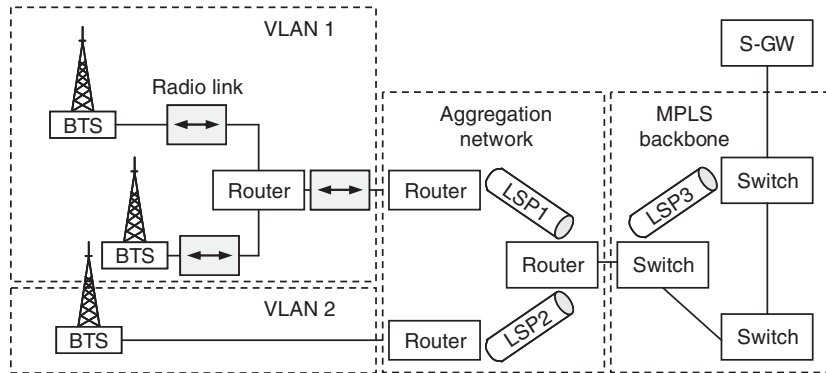 VLAN 1
S-GW
Radio link
Aggregation
network
MPLS
backbone
BTS
Router
Router
LSP1
LSP3
Switch
BTS
Router
Switch
VLAN 2
BTS
Router
LSP2
Switch